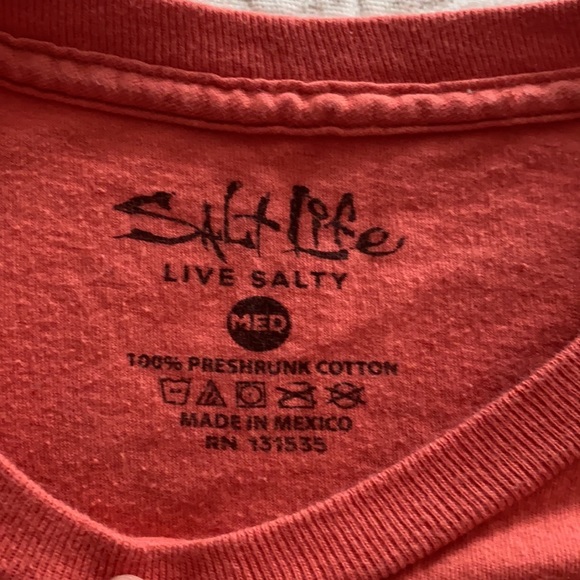 Salt Life
LIVE SALTY
MED
100% PRESHRUNK COTTON
MADE IN MEXICO
RN 131535